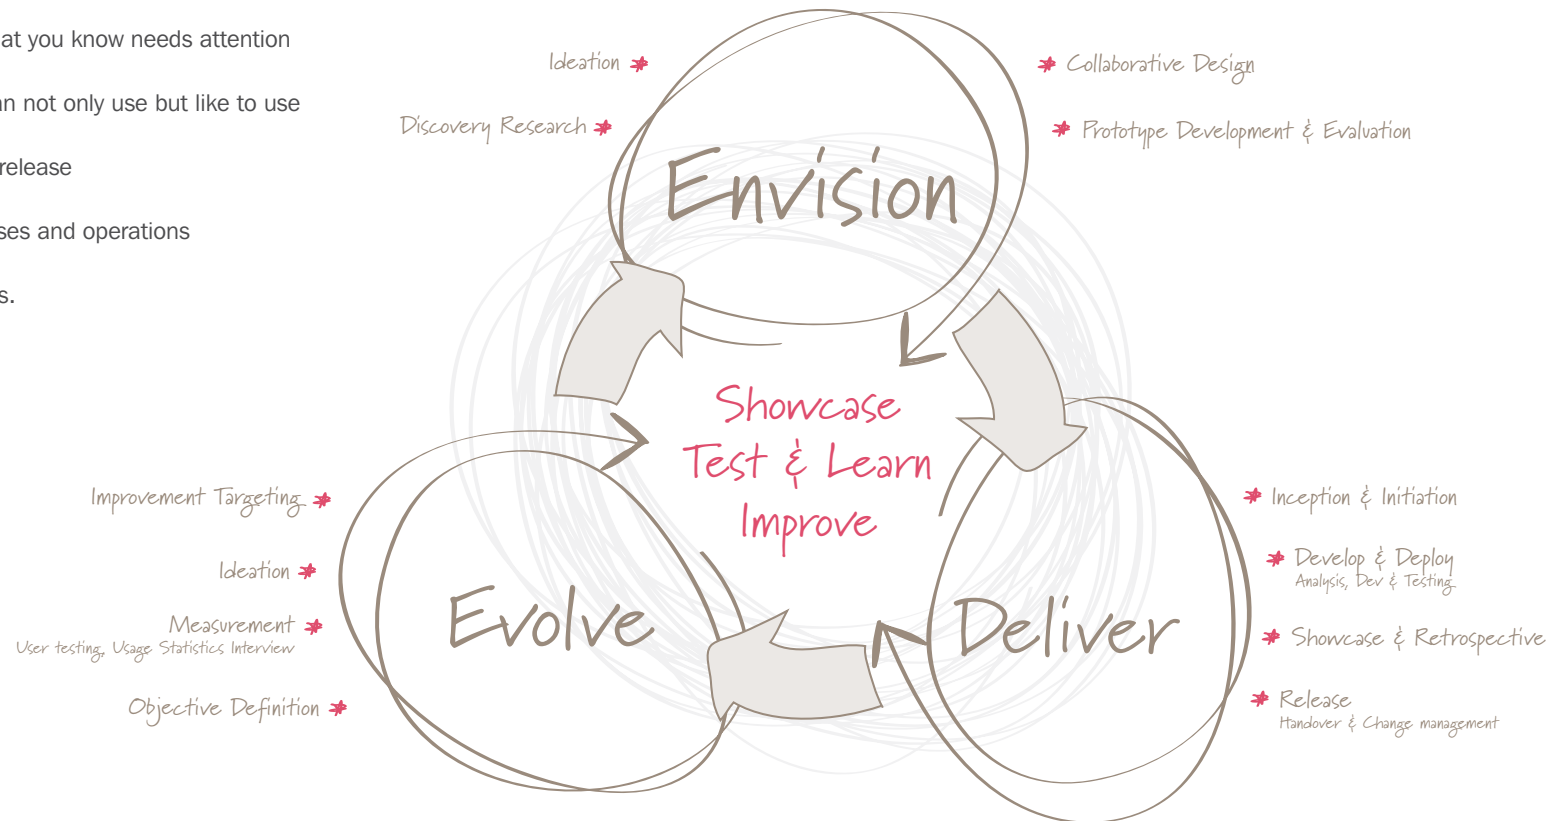 at you know needs attention
n not only use but like to use
release
ses and operations
s.
Ideation
Discovery Research
Collaborative Design
Prototype Development & Evaluation
Envision
Showcase
Test & Learn
Improve
Improvement Targeting
Ideation
Measurement
User testing, Usage Statistics Interview
Objective Definition
Evolve
Deliver
Inception & Initiation
Develop & Deploy
Analysis, Dev & Testing
Showcase & Retrospective
Release
Handover & Change management